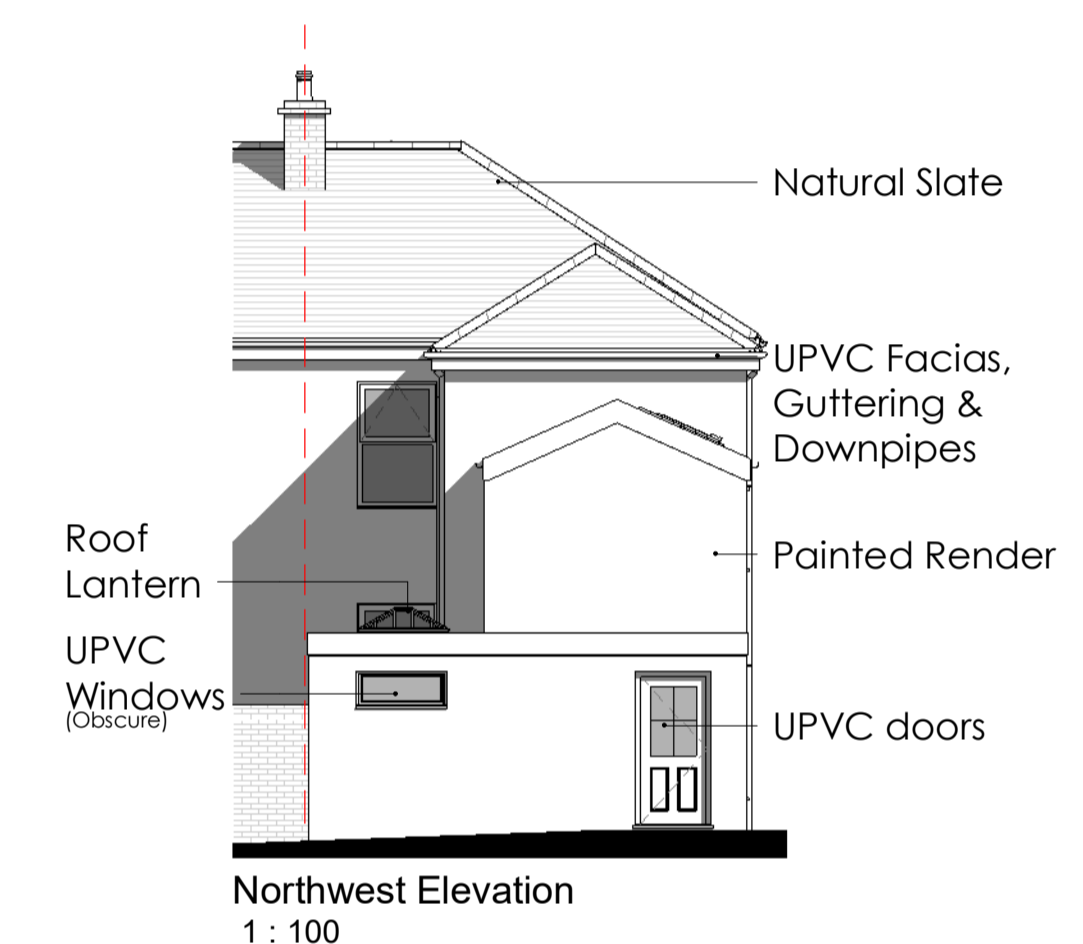 Natural Slate
UPVC Facias,
Guttering &
Downpipes
Roof
Lantern
Painted Render
UPVC
Windows
(Obscure)
UPVC doors
Northwest Elevation
1 : 100